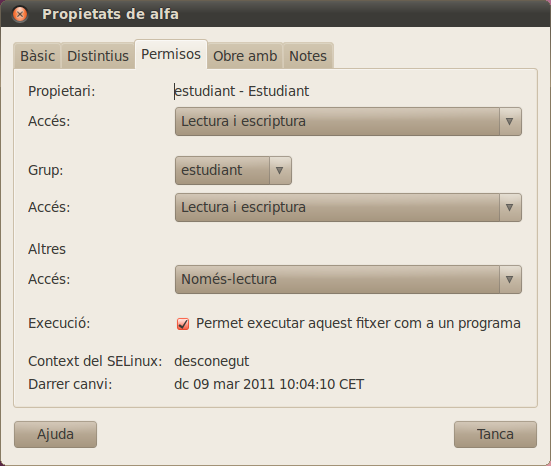 Propietats de alfa
Bàsic Distintius Permisos Obre amb Notes
Propietari: estudiant - Estudiant
Accés: Lectura i escriptura
Grup: estudiant
Accés: Lectura i escriptura
Altres
Accés: Només-lectura
Execució: Permet executar aquest fitxer com a un programa
Context del SELinux: desconegut
Darrer canvi: dc 09 mar 2011 10:04:10 CET
Ajuda Tanca